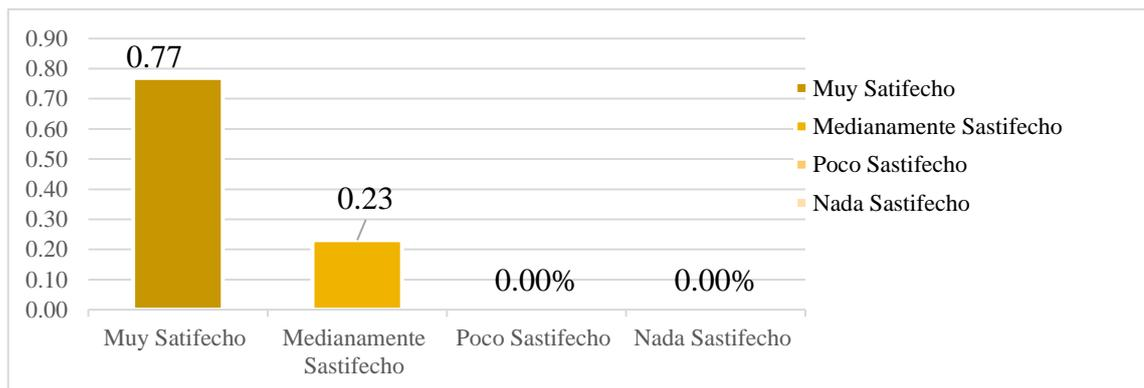 0.90
0.80
0.70
0.60
0.50
0.40
0.30
0.20
0.10
0.00
0.77
0.23
0.00%
0.00%
Muy Satifecho
Medianamente
Sastifecho
Poco Sastifecho
Nada Sastifecho
Muy Satifecho
Medianamente Sastifecho
Poco Sastifecho
Nada Sastifecho